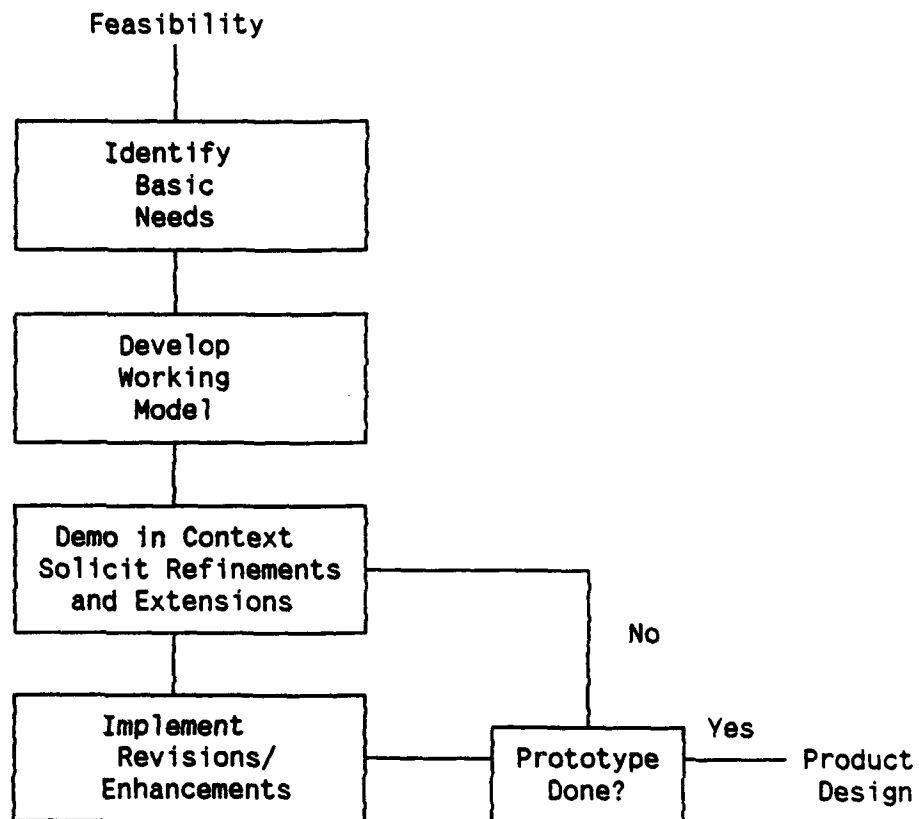 Feasibility
Identify
Basic
Needs
Develop
Working
Model
Demo in Context
Solicit Refinements
and Extensions
No
Implement
Revisions/
Enhancements
Prototype
Done?
Yes
Product
Design